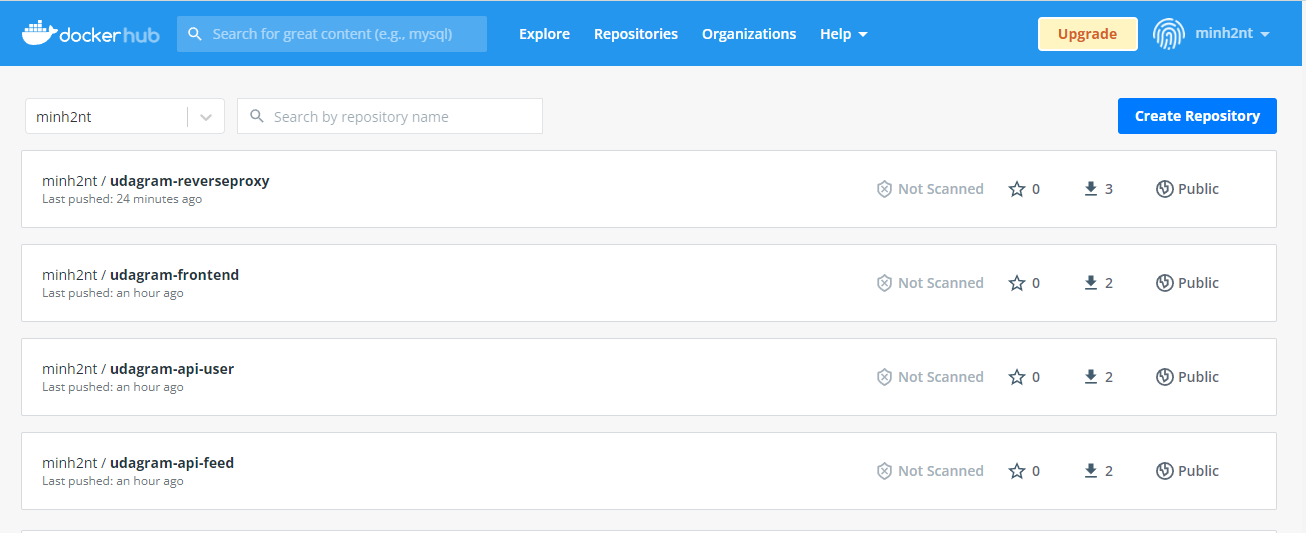 dockerhub Search for great content (e.g., mysql) Explore Repositories Organizations Help Upgrade minh2nt
minh2nt Search by repository name Create Repository
minh2nt / udagram-reverseproxy
Last pushed: 24 minutes ago
Not Scanned 0 3 Public
minh2nt / udagram-frontend
Last pushed: an hour ago
Not Scanned 0 2 Public
minh2nt / udagram-api-user
Last pushed: an hour ago
Not Scanned 0 2 Public
minh2nt / udagram-api-feed
Last pushed: an hour ago
Not Scanned 0 2 Public